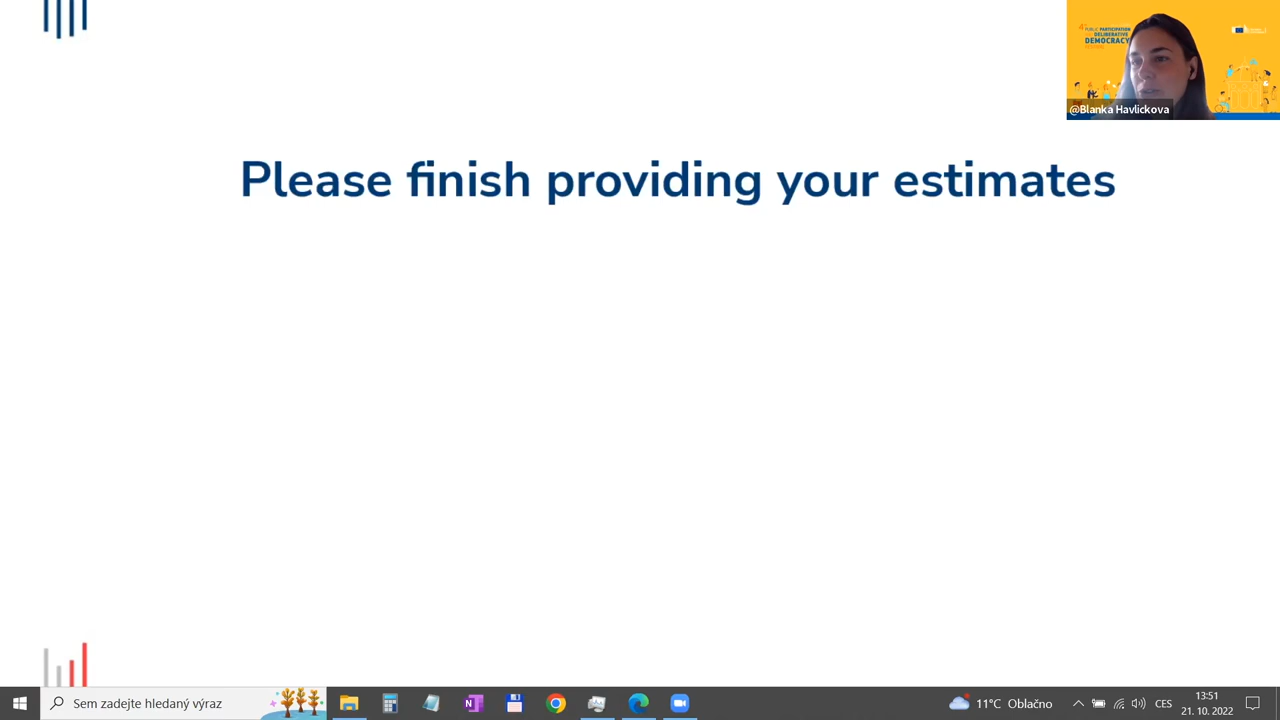 PUBLIC PARTICIPATION
DELIBERATIVE
DEMOCRACY
@Blanka Havlickova
Please finish providing your estimates
Sem zadejte hledaný výraz
N
11°C Oblačno
CES
13:51
21. 10. 2022